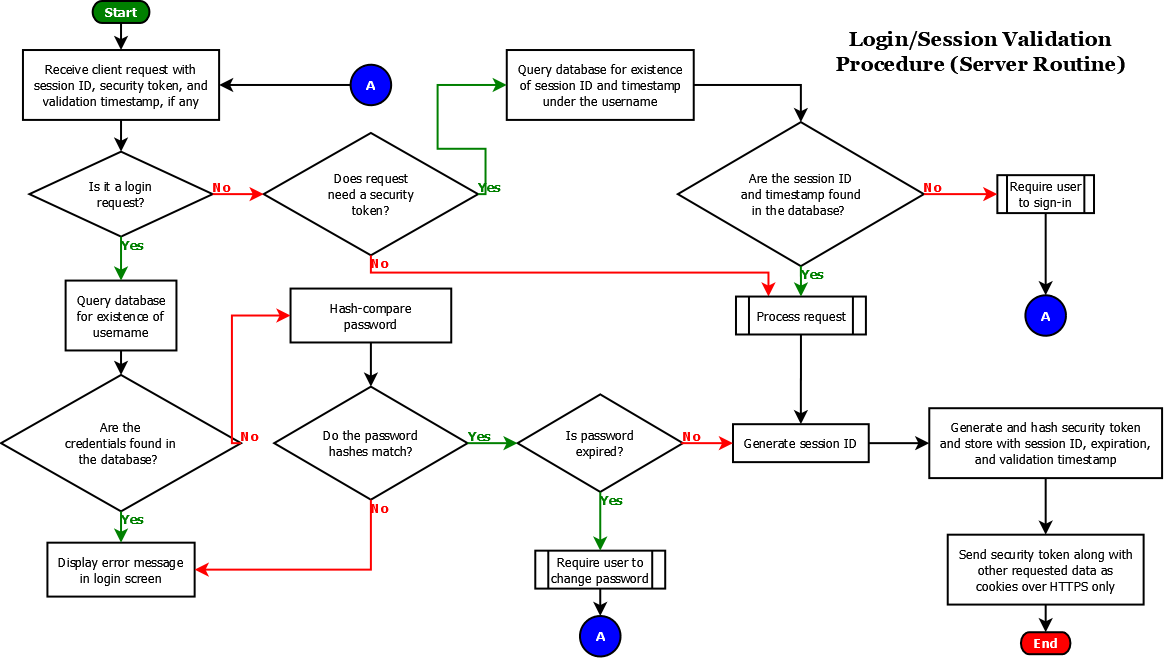 Start
Login/Session Validation
Procedure (Server Routine)
Receive client request with
session ID, security token, and
validation timestamp, if any
A
Query database for existence
of session ID and timestamp
under the username
Is it a login
request?
No
Does request
need a security
token?
Yes
Are the session ID
and timestamp found
in the database?
No
Require user
to sign-in
Yes
No
Yes
Query database
for existence of
username
Hash-compare
password
Process request
A
Are the
credentials found in
the database?
No
Do the password
hashes match?
Yes
Is password
expired?
No
Generate session ID
Generate and hash security token
and store with session ID, expiration,
and validation timestamp
Yes
No
Yes
Display error message
in login screen
Require user to
change password
Send security token along with
other requested data as
cookies over HTTPS only
A
End